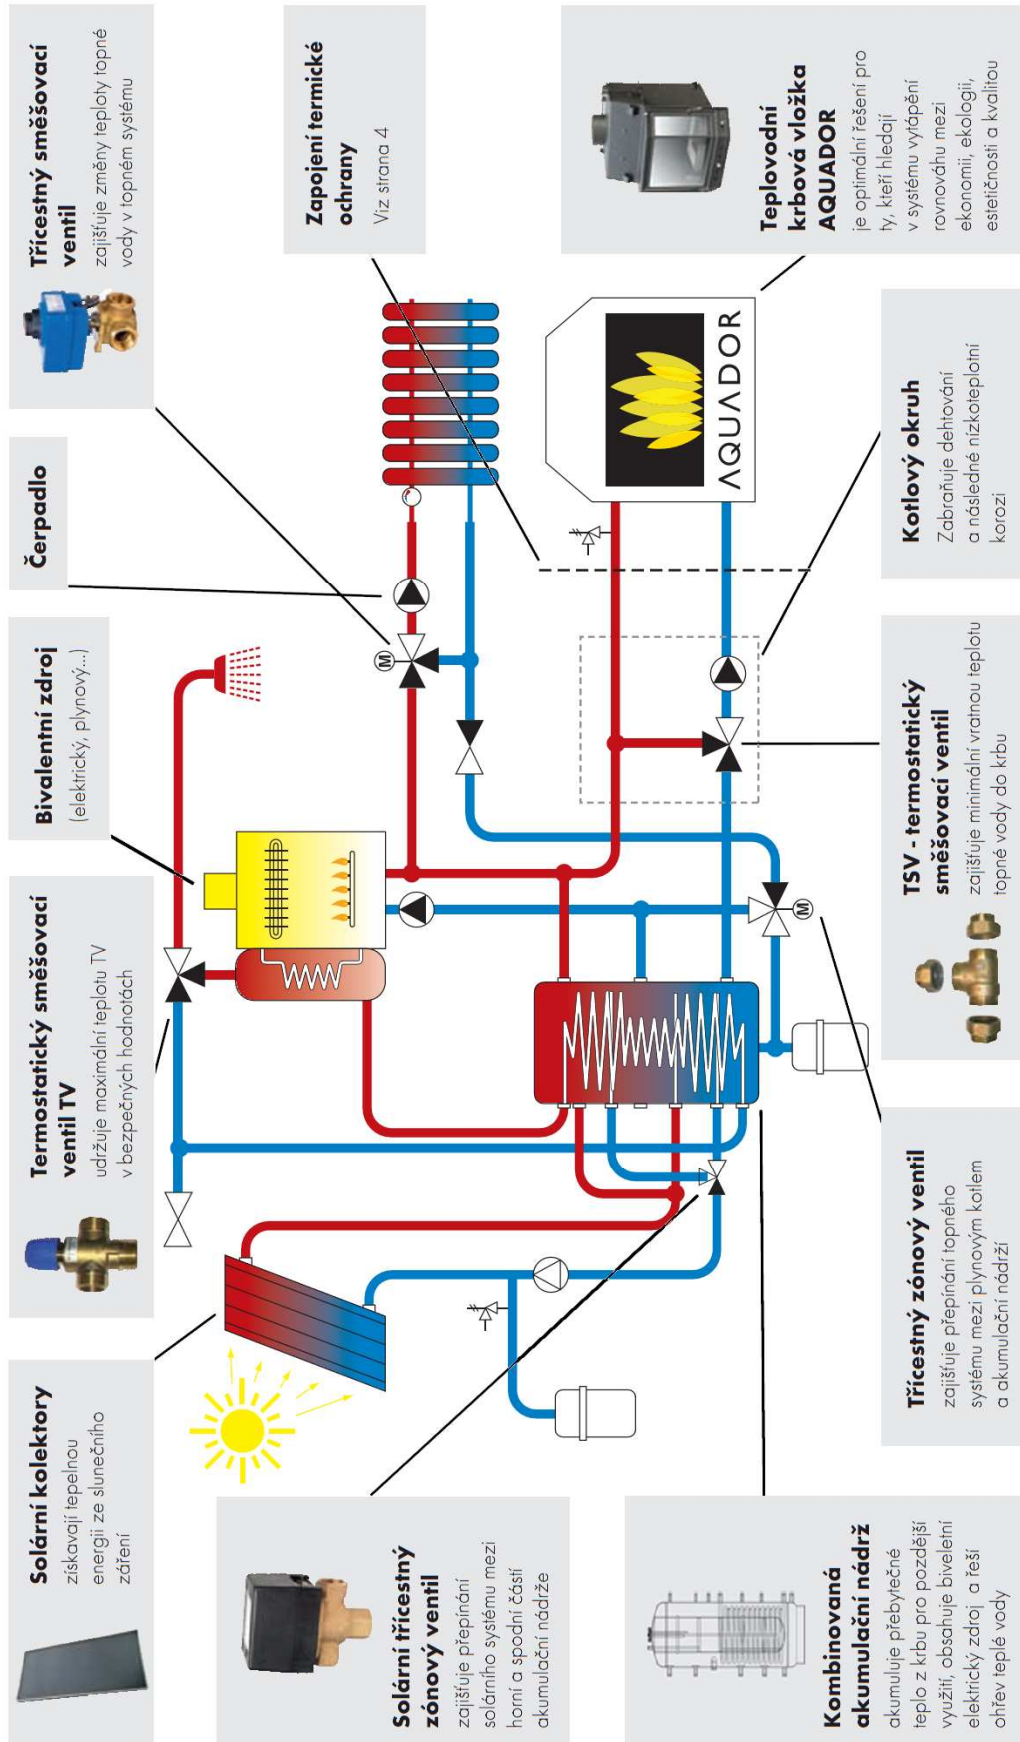 Solární kolektory
získavají tepelnou
energii ze slunečního
záření
Termostatický směšovací
ventil TV
udržuje maximální teplotu TV
v bezpečných hodnotách
Bivalentní zdroj
(elektrický, plynový...)
Čerpadlo
Třícestný směšovací
ventil
zajišťuje změny teploty topné
vody v topném systému
Solární třícestný
zónový ventil
zajišťuje přepínání
solárního systému mezi
horní a spodní částí
akumulační nádrže
M
Zapojení termické
ochrany
Viz strana 4
AQUADOR
M
Teplovodní
krbová vložka
AQUADOR
je optimální řešení pro
ty, kteří hledají
v systému vytápění
rovnováhu mezi
ekonomií, ekologií,
estetičností a kvalitou
Kombinovaná
akumulační nádrž
akumuluje přebytečné
teplo z krbu pro pozdější
využití, obsahuje biveletní
elektrický zdroj a řeší
ohřev teplé vody
Třícestný zónový ventil
zajišťuje přepínání topného
systému mezi plynovým kotlem
a akumulační nádrží
TSV - termostatický
směšovací ventil
zajišťuje minimální vratnou teplotu
topné vody do krbu
Kotlový okruh
Zabraňuje dehtování
a následné nízkoteplotní
korozi